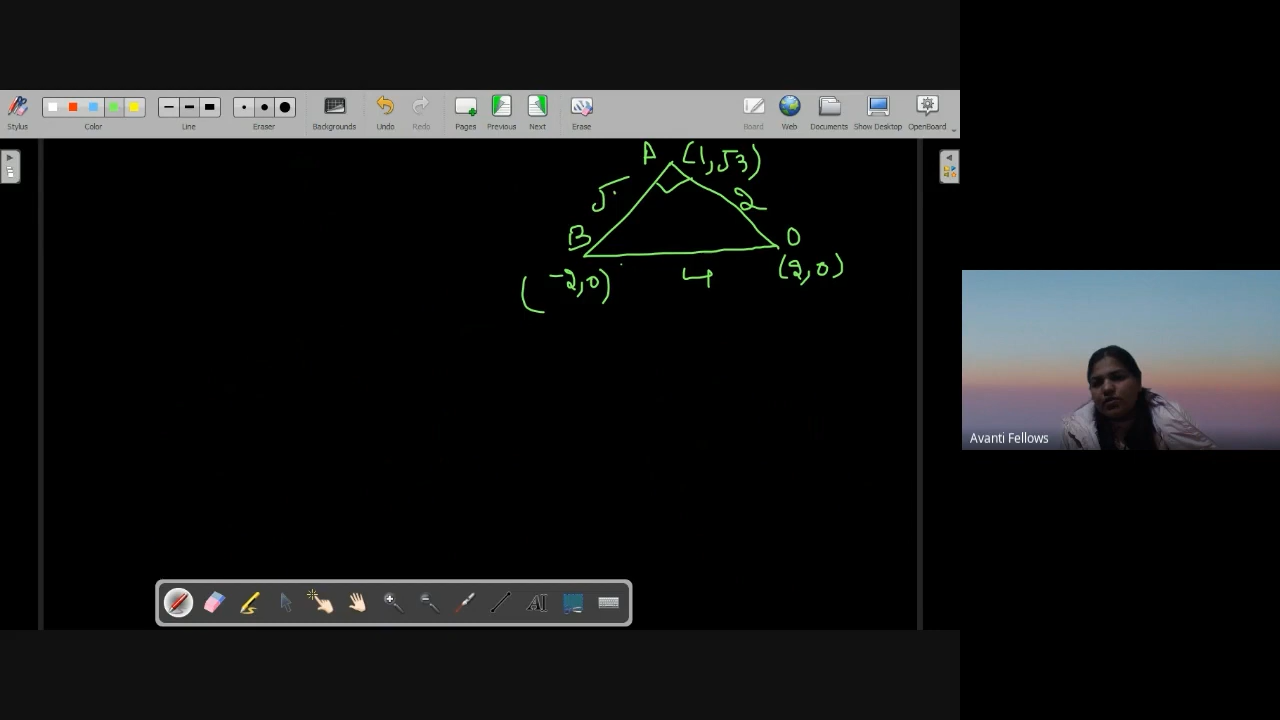 Stylus
Color
Line
Eraser
Backgrounds
Undo
Redo
Pages
Previous
Next
Erase
Board
Web
Documents
Show Desktop
OpenBoard
A (1,√3)
√
2
B
D
(-2,0)
4
(2,0)
AI
Avanti Fellows